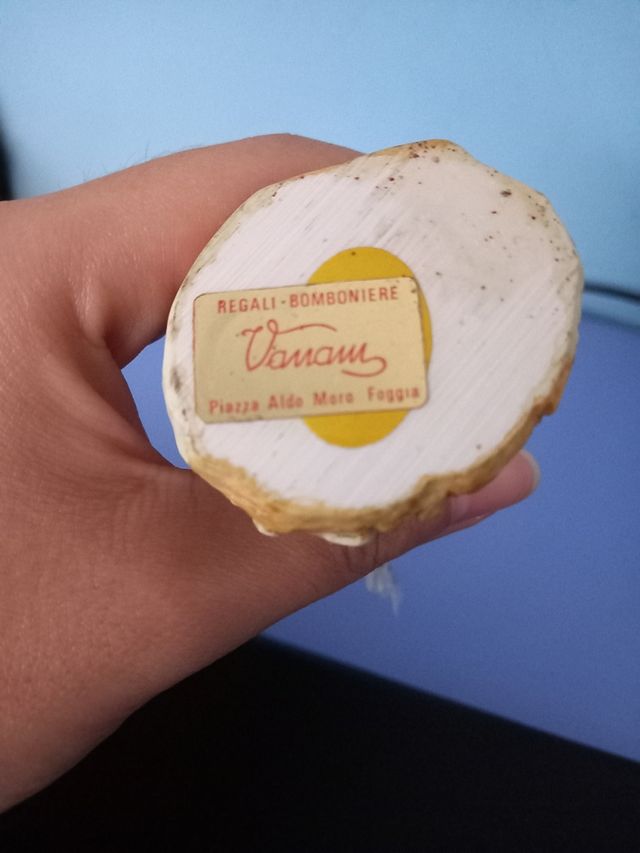 REGALI - BOMBONIERE
Vanam
Piazza Aldo Moro Foggia